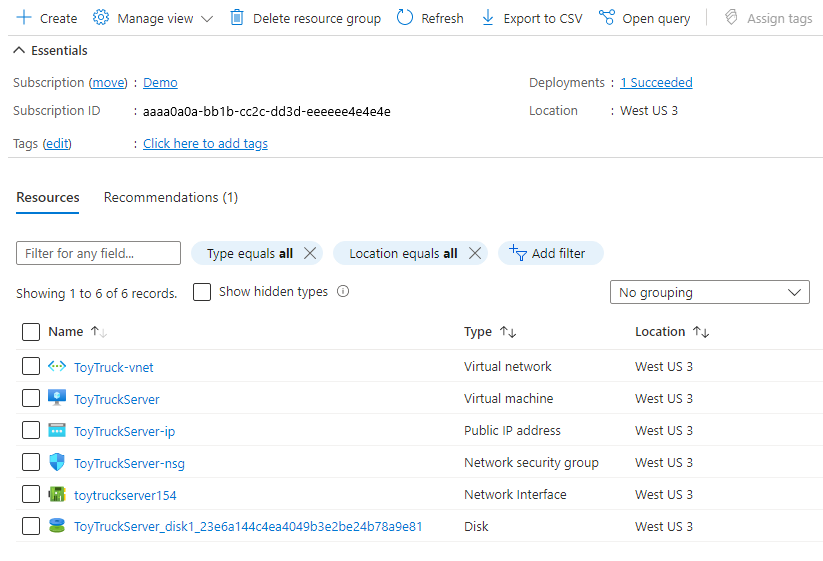 Create Manage view Delete resource group Refresh Export to CSV Open query Assign tags
Essentials
Subscription (move) : Demo Deployments : 1 Succeeded
Subscription ID : aaaa0a0a-bb1b-cc2c-dd3d-eeeeee4e4e4e Location : West US 3
Tags (edit) : Click here to add tags
Resources Recommendations (1)
Filter for any field... Type equals all Location equals all Add filter
Showing 1 to 6 of 6 records. Show hidden types No grouping
Name Type Location
ToyTruck-vnet Virtual network West US 3
ToyTruckServer Virtual machine West US 3
ToyTruckServer-ip Public IP address West US 3
ToyTruckServer-nsg Network security group West US 3
toytruckserver154 Network Interface West US 3
ToyTruckServer_disk1_23e6a144c4ea4049b3e2be24b78a9e81 Disk West US 3